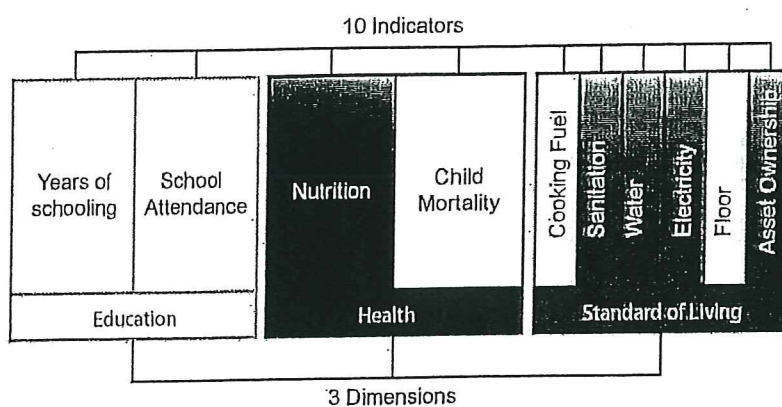 10 Indicators
Years of
schooling
School
Attendance
Nutrition
Child
Mortality
Cooking Fuel
Sanitation
Water
Electricity
Floor
Asset Ownership
Education
Health
Standard of Living
3 Dimensions